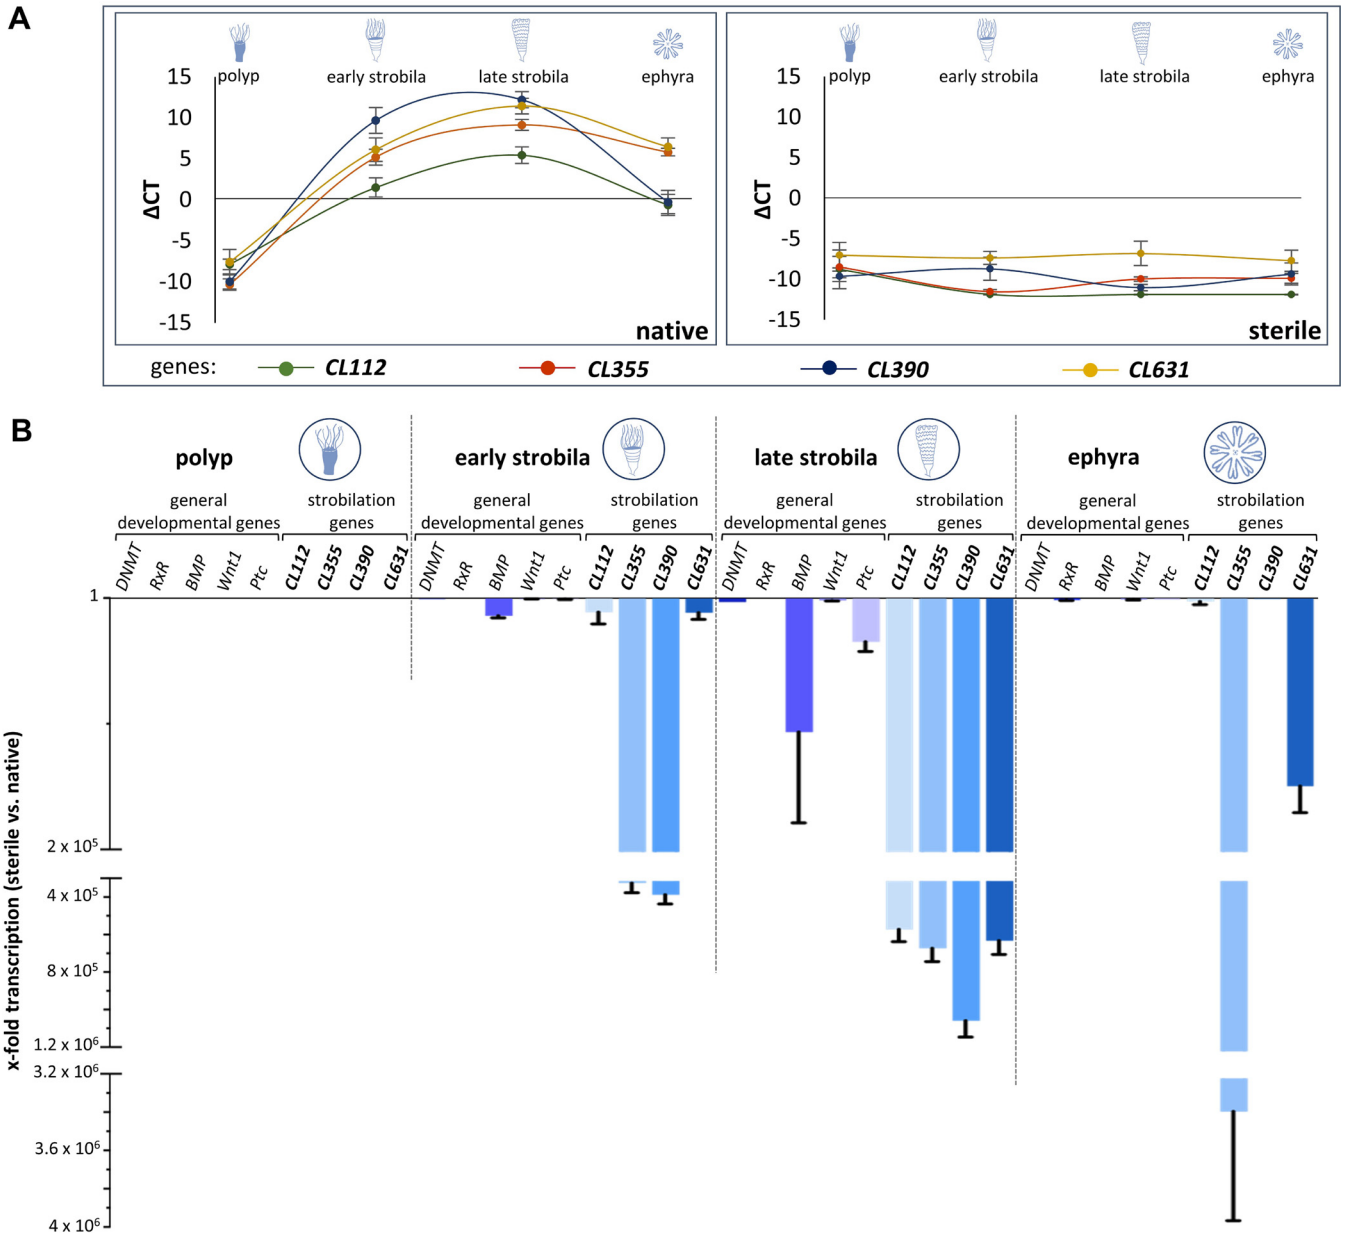 A
polyp early strobila late strobila ephyra
15
10
5
0
-5
-10
-15
ΔCT
native
polyp early strobila late strobila ephyra
15
10
5
0
-5
-10
-15
ΔCT
sterile
genes: CL112 CL355 CL390 CL631
B
polyp early strobila late strobila ephyra
general developmental genes strobilation genes general developmental genes strobilation genes general developmental genes strobilation genes general developmental genes strobilation genes
DNMT RxR BMP Wnt1 Ptc CL112 CL355 CL390 CL631 DNMT RxR BMP Wnt1 Ptc CL112 CL355 CL390 CL631 DNMT RxR BMP Wnt1 Ptc CL112 CL355 CL390 CL631 DNMT RxR BMP Wnt1 Ptc CL112 CL355 CL390 CL631
x-fold transcription (sterile vs. native)
1
2 x 10⁵
4 x 10⁵
8 x 10⁵
1.2 x 10⁶
3.2 x 10⁶
3.6 x 10⁶
4 x 10⁶